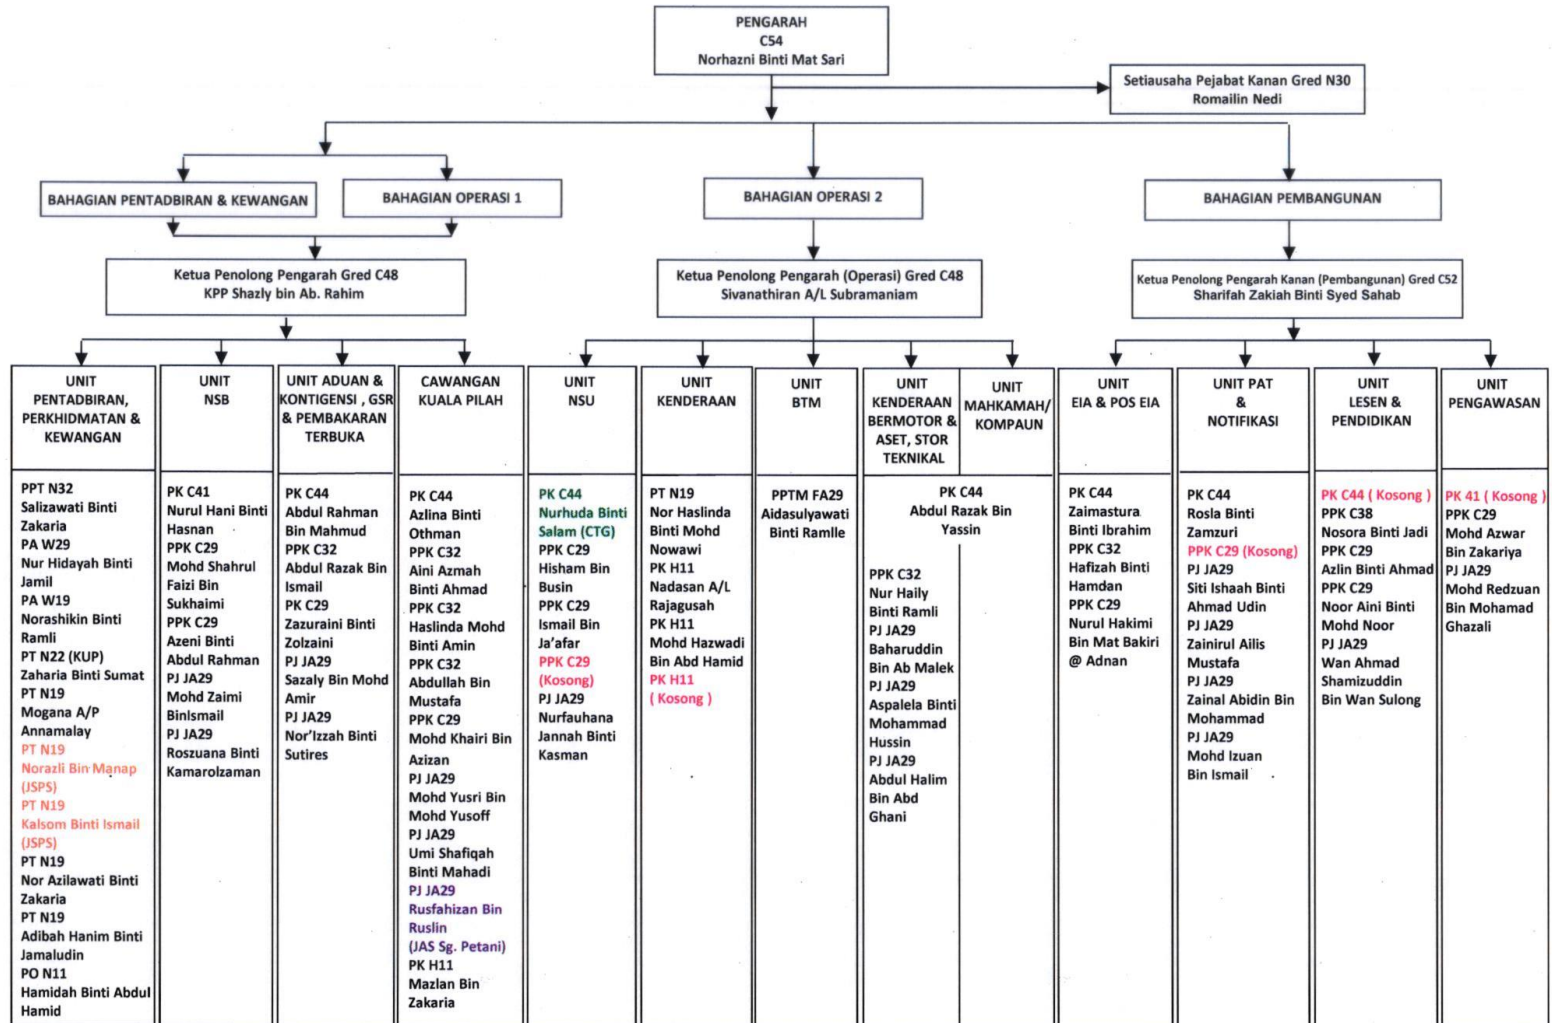 PENGARAH
C54
Norhazni Binti Mat Sari
Setiausaha Pejabat Kanan Gred N30
Romailin Nedi
BAHAGIAN PENTADBIRAN & KEWANGAN
BAHAGIAN OPERASI 1
BAHAGIAN OPERASI 2
BAHAGIAN PEMBANGUNAN
Ketua Penolong Pengarah Gred C48
KPP Shazly bin Ab. Rahim
Ketua Penolong Pengarah (Operasi) Gred C48
Sivanathiran A/L Subramaniam
Ketua Penolong Pengarah Kanan (Pembangunan) Gred C52
Sharifah Zakiah Binti Syed Sahab
UNIT
PENTADBIRAN,
PERKHIDMATAN &
KEWANGAN
PPT N32
Salizawati Binti
Zakaria
PA W29
Nur Hidayah Binti
Jamil
PA W19
Norashikin Binti
Ramli
PT N22 (KUP)
Zaharia Binti Sumat
PT N19
Mogana A/P
Annamalay
PT N19
Norazli Bin Manap
(JSPS)
PT N19
Kalsom Binti Ismail
(JSPS)
PT N19
Nor Azilawati Binti
Zakaria
PT N19
Adibah Hanim Binti
Jamaludin
PO N11
Hamidah Binti Abdul
Hamid
UNIT
NSB
PK C41
Nurul Hani Binti
Hasnan
PPK C29
Mohd Shahrul
Faizi Bin
Sukhaimi
PPK C29
Azeni Binti
Abdul Rahman
PJ JA29
Mohd Zaimi
BinIsmail
PJ JA29
Roszuana Binti
Kamarolzaman
UNIT ADUAN &
KONTIGENSI , GSR
& PEMBAKARAN
TERBUKA
PK C44
Abdul Rahman
Bin Mahmud
PPK C32
Abdul Razak Bin
Ismail
PK C29
Zazuraini Binti
Zolzaini
PJ JA29
Sazaly Bin Mohd
Amir
PJ JA29
Nor'Izzah Binti
Sutires
CAWANGAN
KUALA PILAH
PK C44
Azlina Binti
Othman
PPK C32
Aini Azmah
Binti Ahmad
PPK C32
Haslinda Mohd
Binti Amin
PPK C32
Abdullah Bin
Mustafa
PPK C29
Mohd Khairi Bin
Azizan
PJ JA29
Mohd Yusri Bin
Mohd Yusoff
PJ JA29
Umi Shafiqah
Binti Mahadi
PJ JA29
Rusfahizan Bin
Ruslin
(JAS Sg. Petani)
PK H11
Mazlan Bin
Zakaria
UNIT
NSU
PK C44
Nurhuda Binti
Salam (CTG)
PPK C29
Hisham Bin
Busin
PPK C29
Ismail Bin
Ja'afar
PPK C29
(Kosong)
PJ JA29
Nurfauhana
Jannah Binti
Kasman
UNIT
KENDERAAN
PT N19
Nor Haslinda
Binti Mohd
Nowawi
PK H11
Nadasan A/L
Rajagusah
PK H11
Mohd Hazwadi
Bin Abd Hamid
PK H11
( Kosong )
UNIT
BTM
PPTM FA29
Aidasulyawati
Binti Ramlle
UNIT
KENDERAAN
BERMOTOR &
ASET, STOR
TEKNIKAL
UNIT
MAHKAMAH/
KOMPAUN
PK C44
Abdul Razak Bin
Yassin
PPK C32
Nur Haily
Binti Ramli
PJ JA29
Baharuddin
Bin Ab Malek
PJ JA29
Aspalela Binti
Mohammad
Hussin
PJ JA29
Abdul Halim
Bin Abd
Ghani
UNIT
EIA & POS EIA
PK C44
Zaimastura
Binti Ibrahim
PPK C32
Hafizah Binti
Hamdan
PPK C29
Nurul Hakimi
Bin Mat Bakiri
@ Adnan
UNIT PAT
&
NOTIFIKASI
PK C44
Rosla Binti
Zamzuri
PPK C29 (Kosong)
PJ JA29
Siti Ishaah Binti
Ahmad Udin
PJ JA29
Zainirul Ailis
Mustafa
PJ JA29
Zainal Abidin Bin
Mohammad
PJ JA29
Mohd Izuan
Bin Ismail
UNIT
LESEN &
PENDIDIKAN
PK C44 ( Kosong )
PPK C38
Nosora Binti Jadi
PPK C29
Azlin Binti Ahmad
PPK C29
Noor Aini Binti
Mohd Noor
PJ JA29
Wan Ahmad
Shamizuddin
Bin Wan Sulong
UNIT
PENGAWASAN
PK 41 ( Kosong )
PPK C29
Mohd Azwar
Bin Zakariya
PJ JA29
Mohd Redzuan
Bin Mohamad
Ghazali